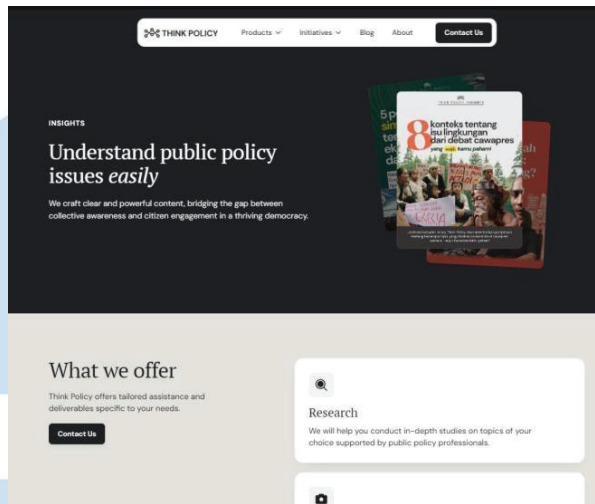 THINK POLICY
Products
Initiatives
Blog
About
Contact Us
INSIGHTS
Understand public policy
issues easily
We craft clear and powerful content, bridging the gap between
collective awareness and citizen engagement in a thriving democracy.
8
konteks tentang
isu lingkungan
dari debat cawapres
yang wajib kamu pahami!
What we offer
Think Policy offers tailored assistance and
deliverables specific to your needs.
Contact Us
Research
We will help you conduct in-depth studies on topics of your
choice supported by public policy professionals.